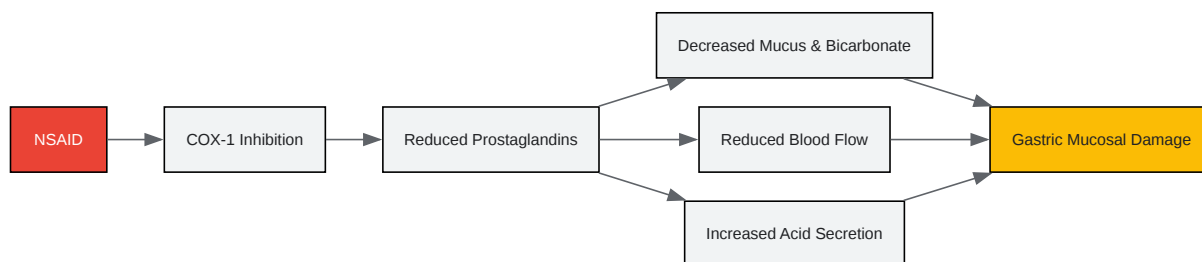 NSAID
COX-1 Inhibition
Reduced Prostaglandins
Decreased Mucus & Bicarbonate
Reduced Blood Flow
Increased Acid Secretion
Gastric Mucosal Damage